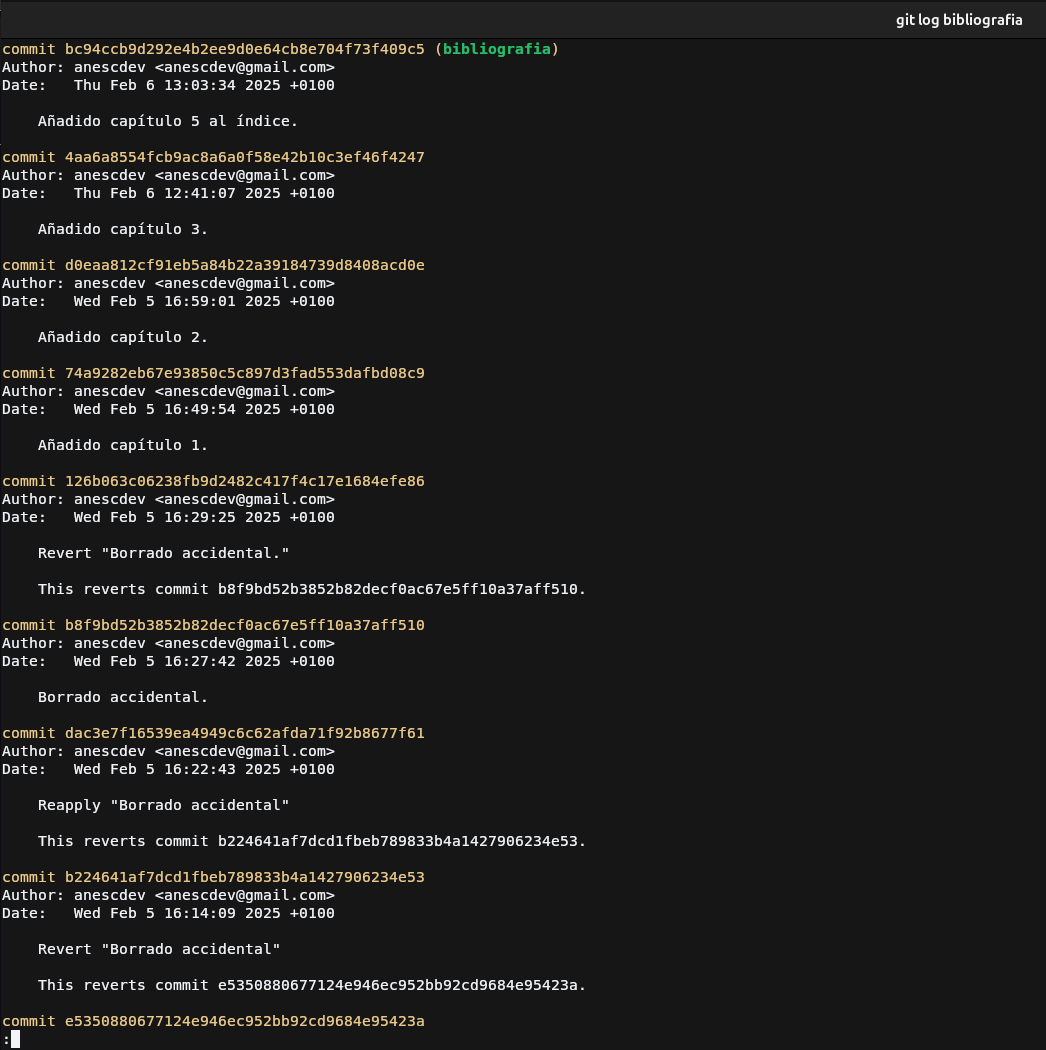 git log bibliografia
commit bc94ccb9d292e4b2ee9d0e64cb8e704f73f409c5 (bibliografia)
Author: anescdev <anescdev@gmail.com>
Date:   Thu Feb 6 13:03:34 2025 +0100
    Añadido capítulo 5 al índice.
commit 4aa6a8554fcb9ac8a6a0f58e42b10c3ef46f4247
Author: anescdev <anescdev@gmail.com>
Date:   Thu Feb 6 12:41:07 2025 +0100
    Añadido capítulo 3.
commit d0eaa812cf91eb5a84b22a39184739d8408acd0e
Author: anescdev <anescdev@gmail.com>
Date:   Wed Feb 5 16:59:01 2025 +0100
    Añadido capítulo 2.
commit 74a9282eb67e93850c5c897d3fad553dafbd08c9
Author: anescdev <anescdev@gmail.com>
Date:   Wed Feb 5 16:49:54 2025 +0100
    Añadido capítulo 1.
commit 126b063c06238fb9d2482c417f4c17e1684efe86
Author: anescdev <anescdev@gmail.com>
Date:   Wed Feb 5 16:29:25 2025 +0100
    Revert "Borrado accidental."
    This reverts commit b8f9bd52b3852b82decf0ac67e5ff10a37aff510.
commit b8f9bd52b3852b82decf0ac67e5ff10a37aff510
Author: anescdev <anescdev@gmail.com>
Date:   Wed Feb 5 16:27:42 2025 +0100
    Borrado accidental.
commit dac3e7f16539ea4949c6c62afda71f92b8677f61
Author: anescdev <anescdev@gmail.com>
Date:   Wed Feb 5 16:22:43 2025 +0100
    Reapply "Borrado accidental"
    This reverts commit b224641af7dcd1fbeb789833b4a1427906234e53.
commit b224641af7dcd1fbeb789833b4a1427906234e53
Author: anescdev <anescdev@gmail.com>
Date:   Wed Feb 5 16:14:09 2025 +0100
    Revert "Borrado accidental"
    This reverts commit e5350880677124e946ec952bb92cd9684e95423a.
commit e5350880677124e946ec952bb92cd9684e95423a
: